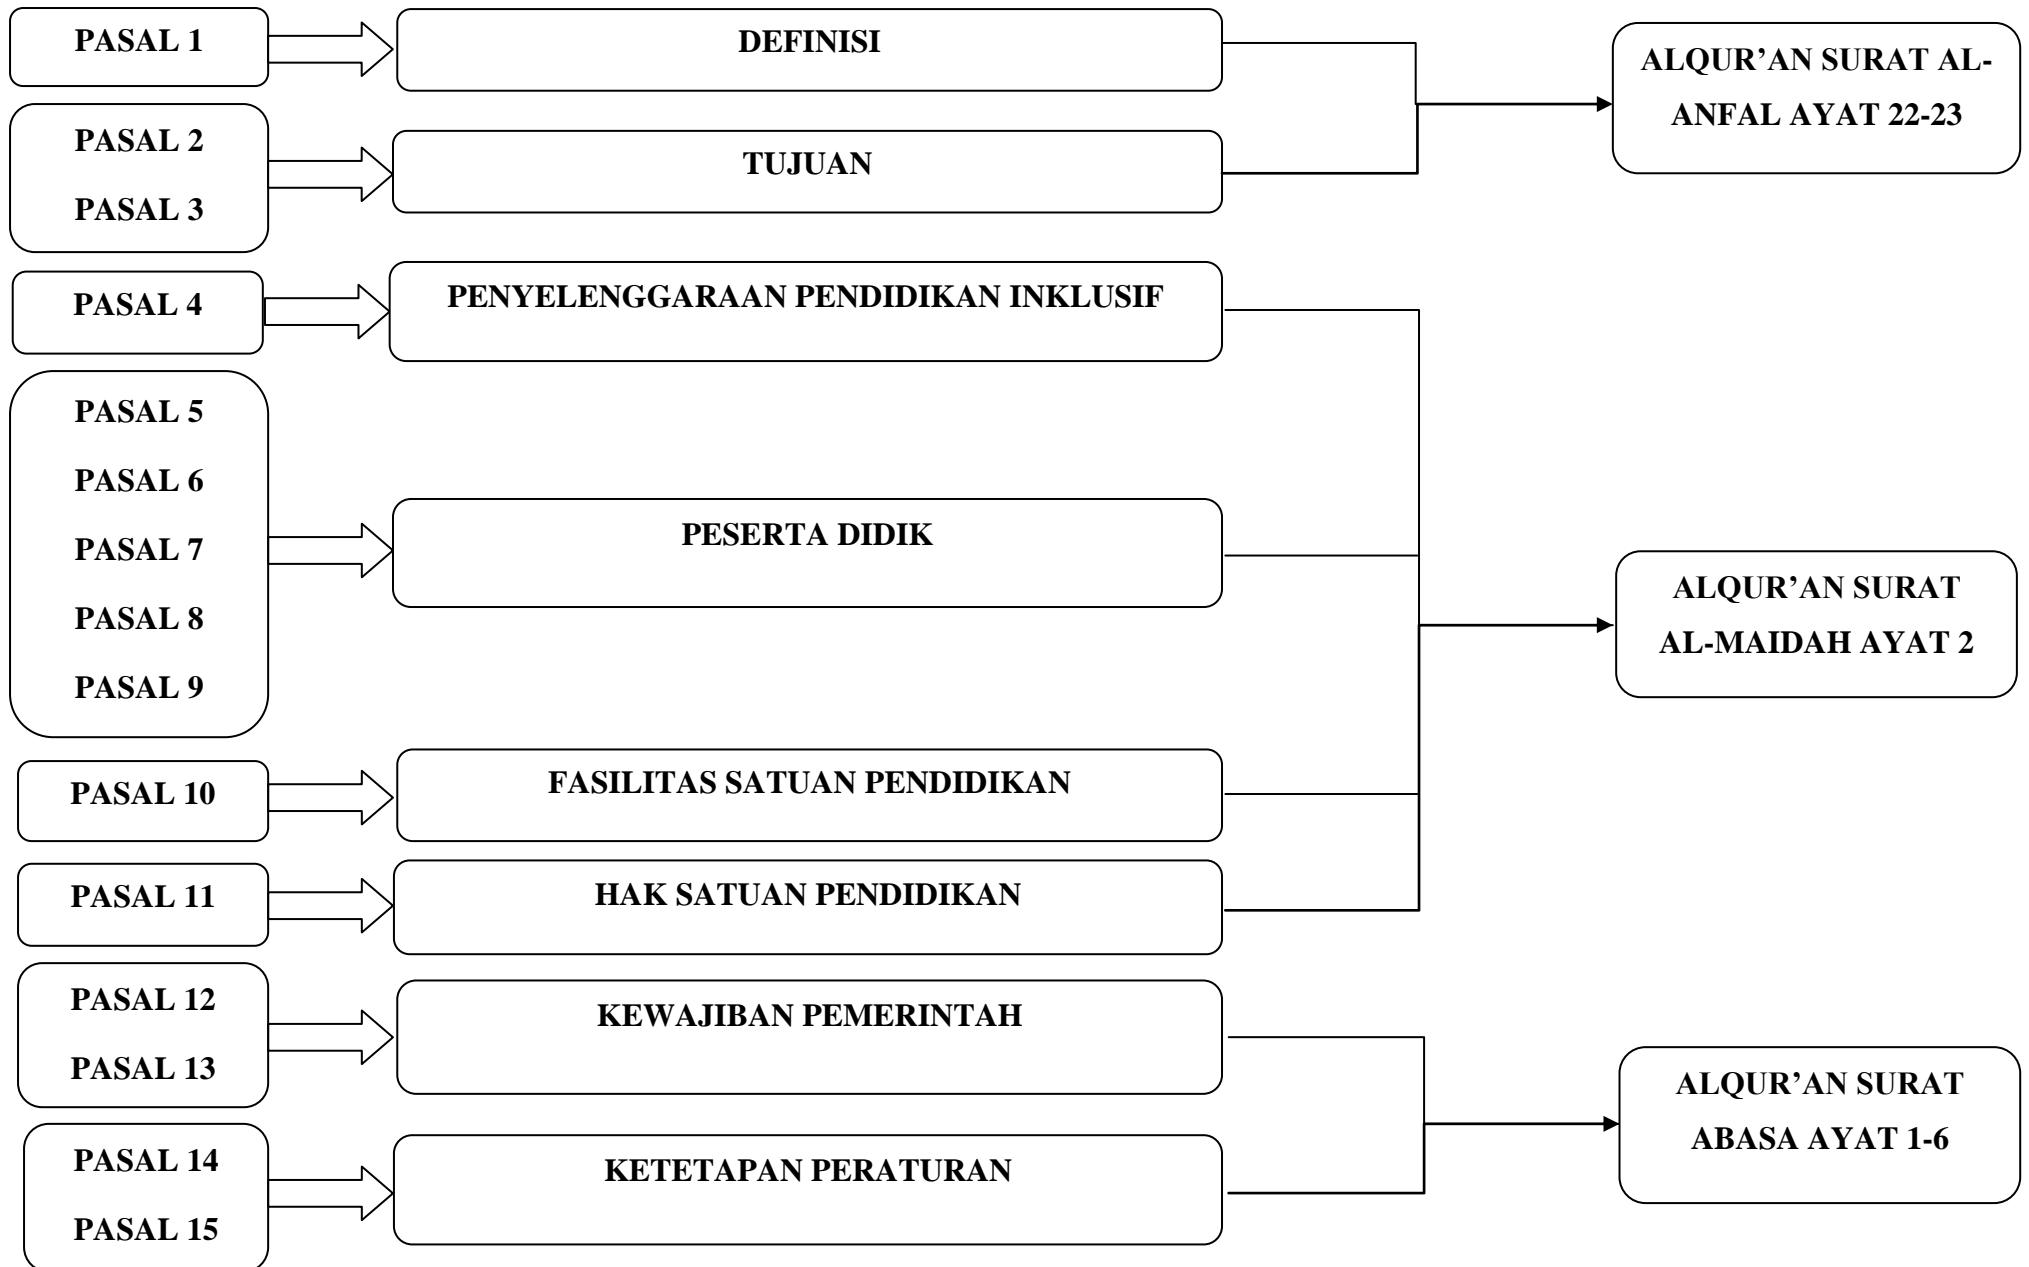 PASAL 1
DEFINISI
ALQUR’AN SURAT AL-
ANFAL AYAT 22-23
PASAL 2
PASAL 3
TUJUAN
PASAL 4
PENYELENGGARAAN PENDIDIKAN INKLUSIF
PASAL 5
PASAL 6
PASAL 7
PASAL 8
PASAL 9
PESERTA DIDIK
ALQUR’AN SURAT
AL-MAIDAH AYAT 2
PASAL 10
FASILITAS SATUAN PENDIDIKAN
PASAL 11
HAK SATUAN PENDIDIKAN
PASAL 12
PASAL 13
KEWAJIBAN PEMERINTAH
ALQUR’AN SURAT
ABASA AYAT 1-6
PASAL 14
PASAL 15
KETETAPAN PERATURAN